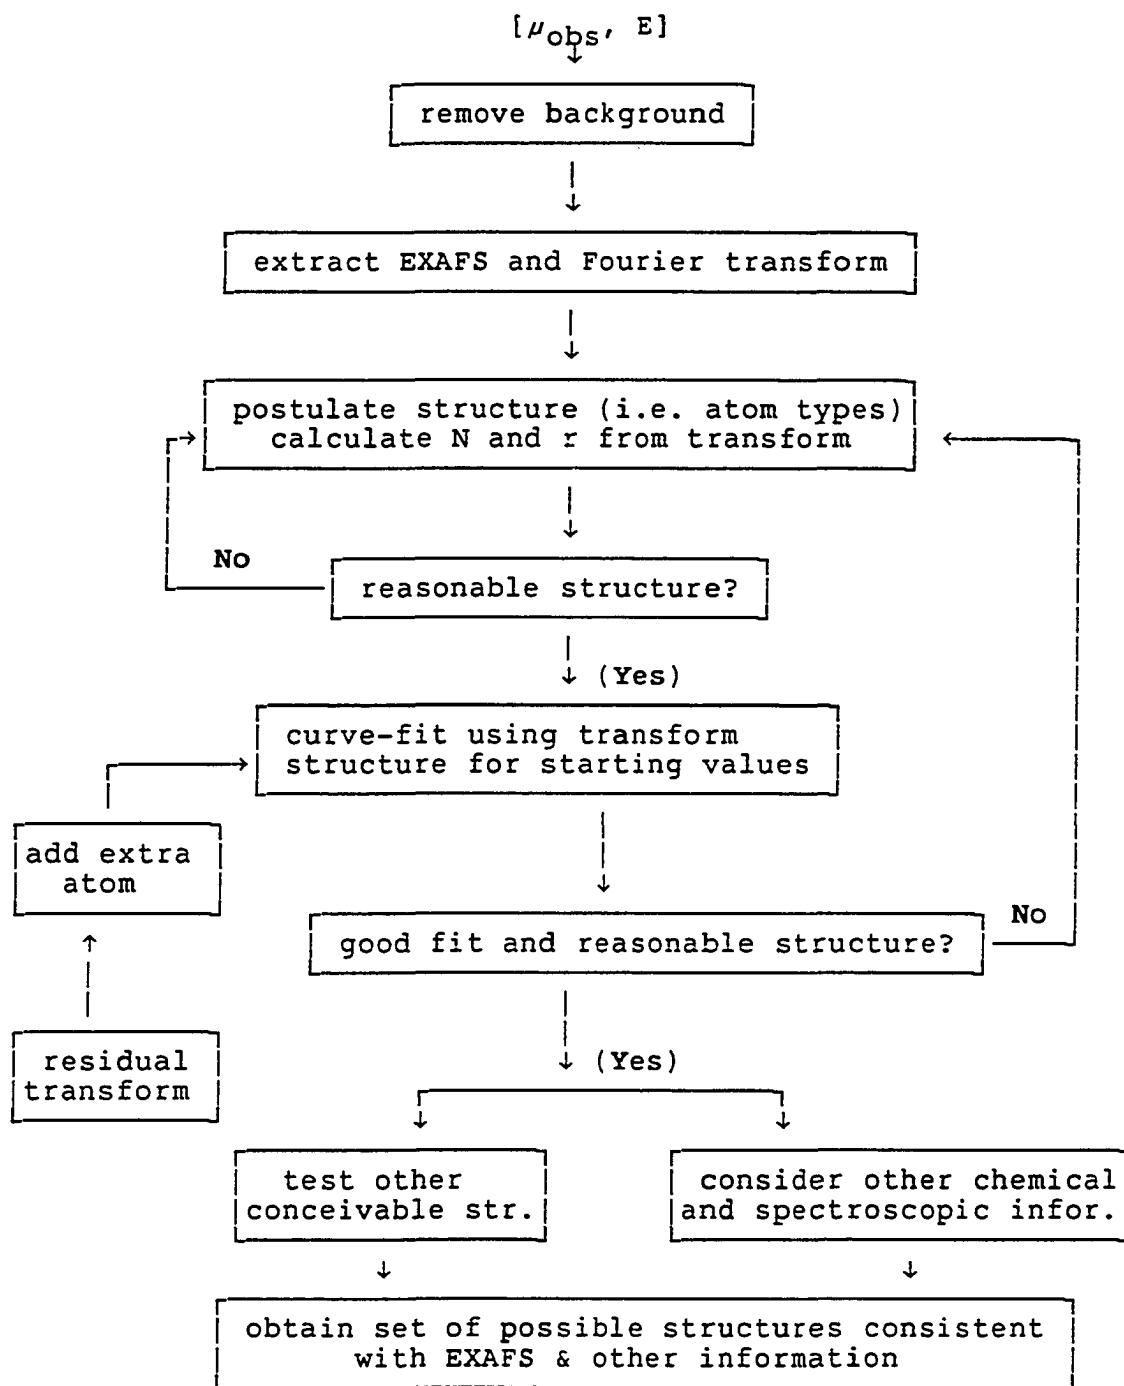 [μobs, E]
remove background
extract EXAFS and Fourier transform
postulate structure (i.e. atom types)
calculate N and r from transform
No
reasonable structure?
(Yes)
curve-fit using transform
structure for starting values
add extra
atom
No
good fit and reasonable structure?
residual
transform
(Yes)
test other
conceivable str.
consider other chemical
and spectroscopic infor.
obtain set of possible structures consistent
with EXAFS & other information